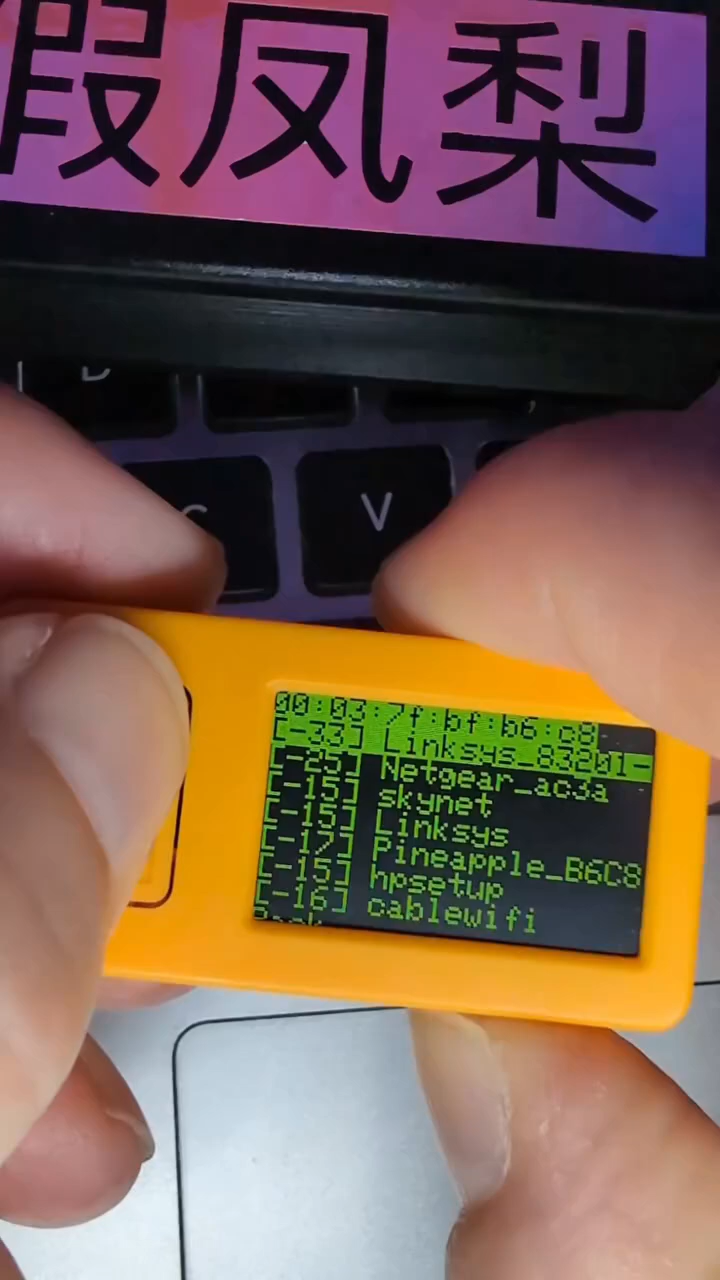 假凤梨
V
00:03:7f:bf:b6:c8
[-33] Linksys_83201-
[-25] Netgear_ac3a
[-15] skynet
[-15] Linksys
[-17] Pineapple_B6C8
[-15] hpsetup
[-16] cablewifi
Back